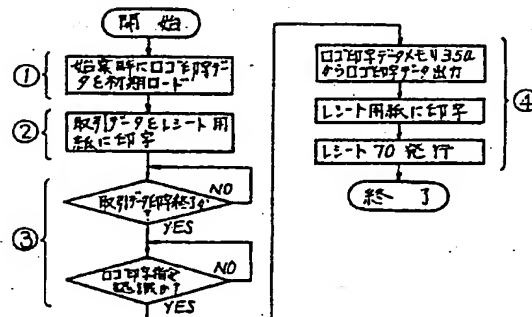 開始
①
始業時にロゴ印字デー
タを初期ロード
②
取引データをレシート用
紙に印字
③
NO
取引データ印字終了か
?
YES
NO
ロゴ印字指定
認識か?
YES
ロゴ印字データメモリ35a
からロゴ印字データ出力
④
レシート用紙に印字
レシート70発行
終了